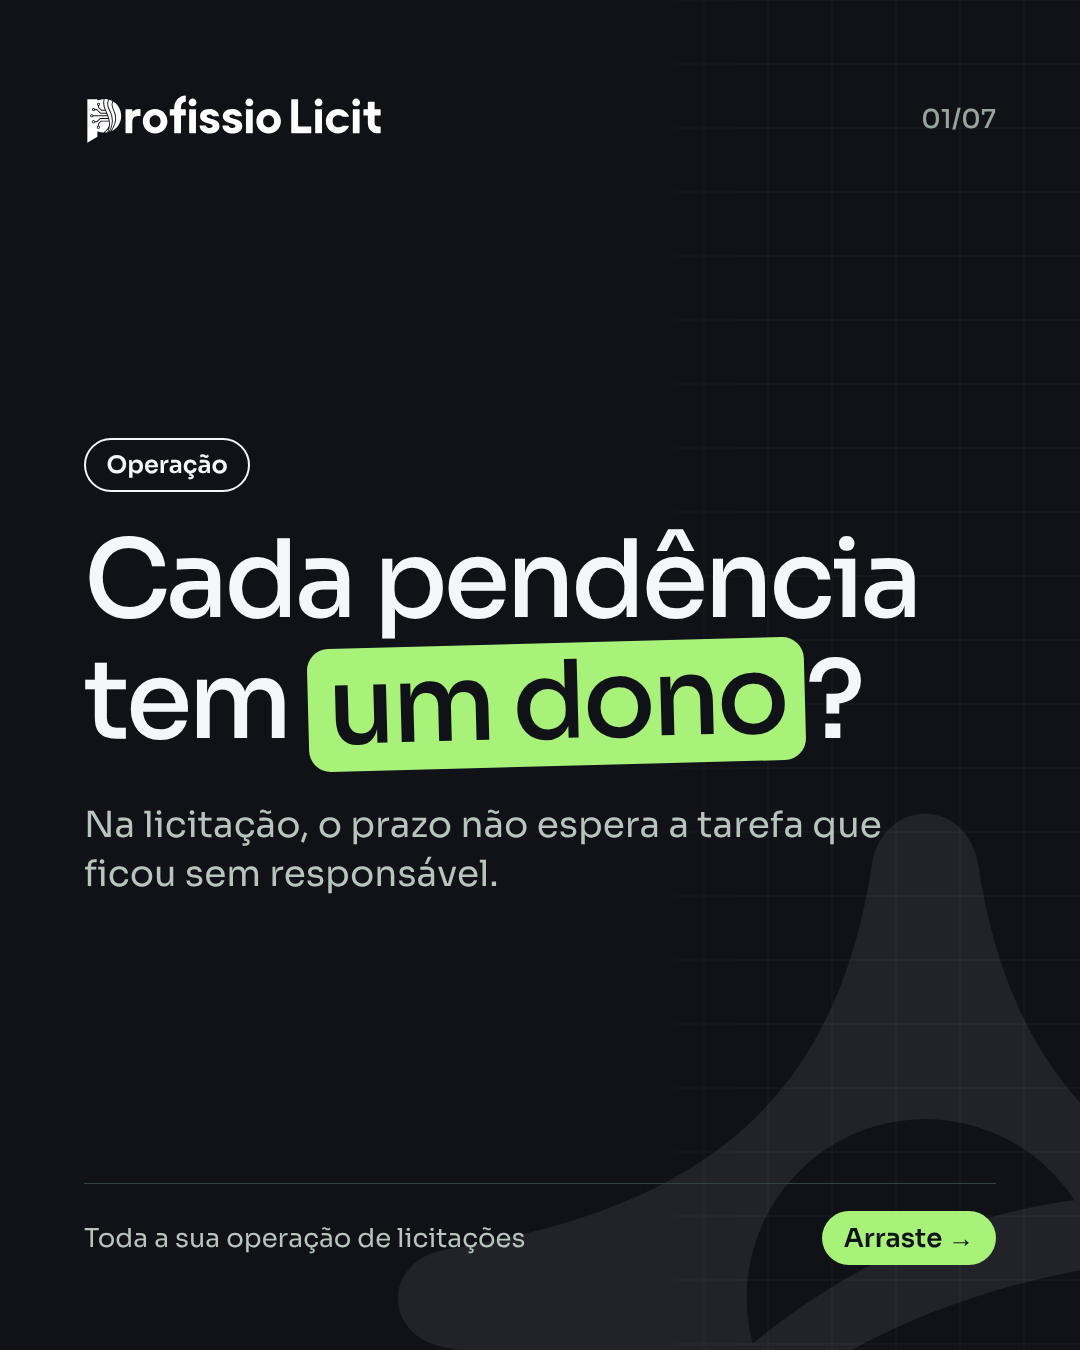 Profissio Licit
01/07
Operação
Cada pendência
tem um dono?
Na licitação, o prazo não espera a tarefa que
ficou sem responsável.
Toda a sua operação de licitações
Arraste →